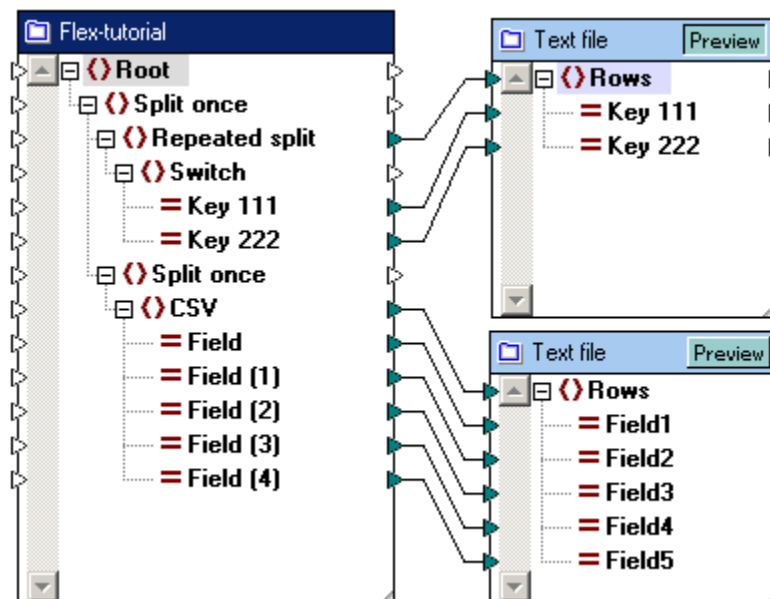 Flex-tutorial
Root
Split once
Repeated split
Switch
Key 111
Key 222
Split once
CSV
Field
Field (1)
Field (2)
Field (3)
Field (4)
Text file Preview
Rows
Key 111
Key 222
Text file Preview
Rows
Field1
Field2
Field3
Field4
Field5